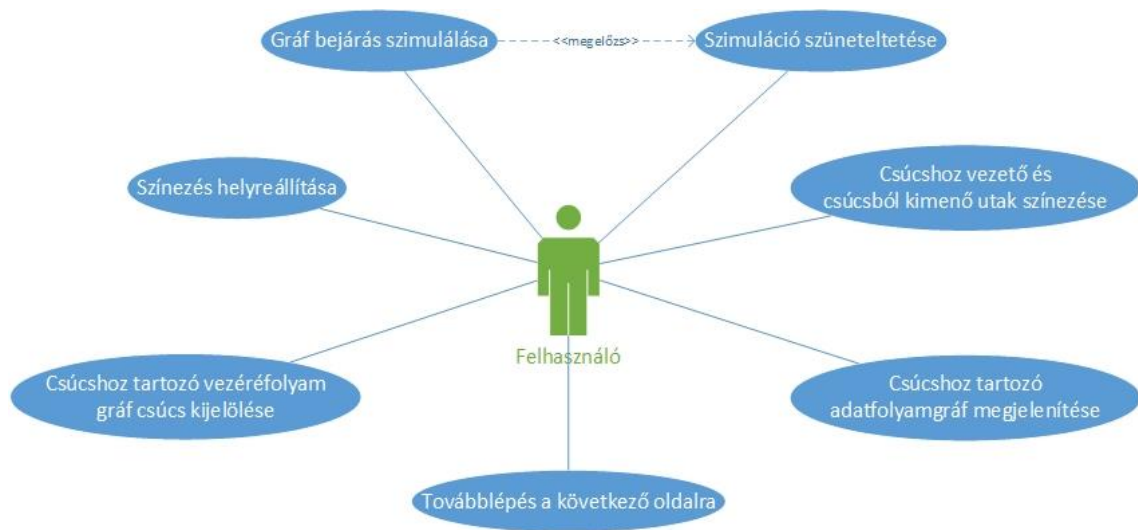 Gráf bejárás szimulálása
<<megelőzs>>
Szimuláció szüneteltetése
Színezés helyreállítása
Csúcshoz vezető és
csúcsból kimenő utak színezése
Felhasználó
Csúcshoz tartozó vezéréfolyam
gráf csúcs kijelölése
Csúcshoz tartozó
adatfolyamgráf megjelenítése
Továbblépés a következő oldalra